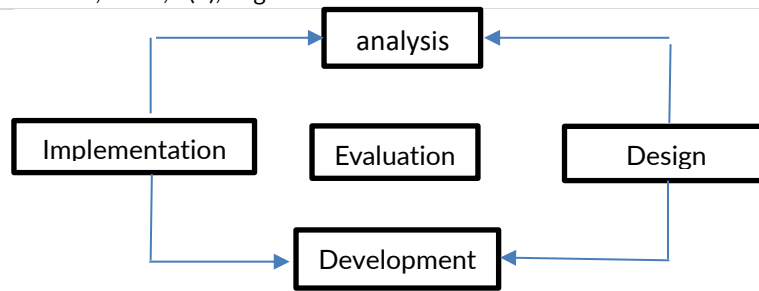 analysis
Implementation
Evaluation
Design
Development